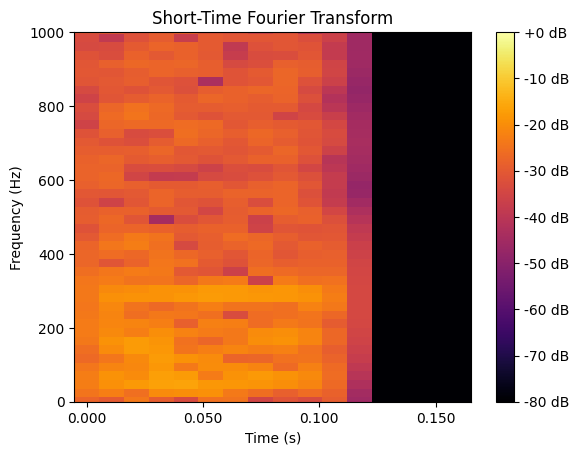 Short-Time Fourier Transform
1000
800
600
400
200
0
Frequency (Hz)
0.000
0.050
0.100
0.150
Time (s)
+0 dB
-10 dB
-20 dB
-30 dB
-40 dB
-50 dB
-60 dB
-70 dB
-80 dB